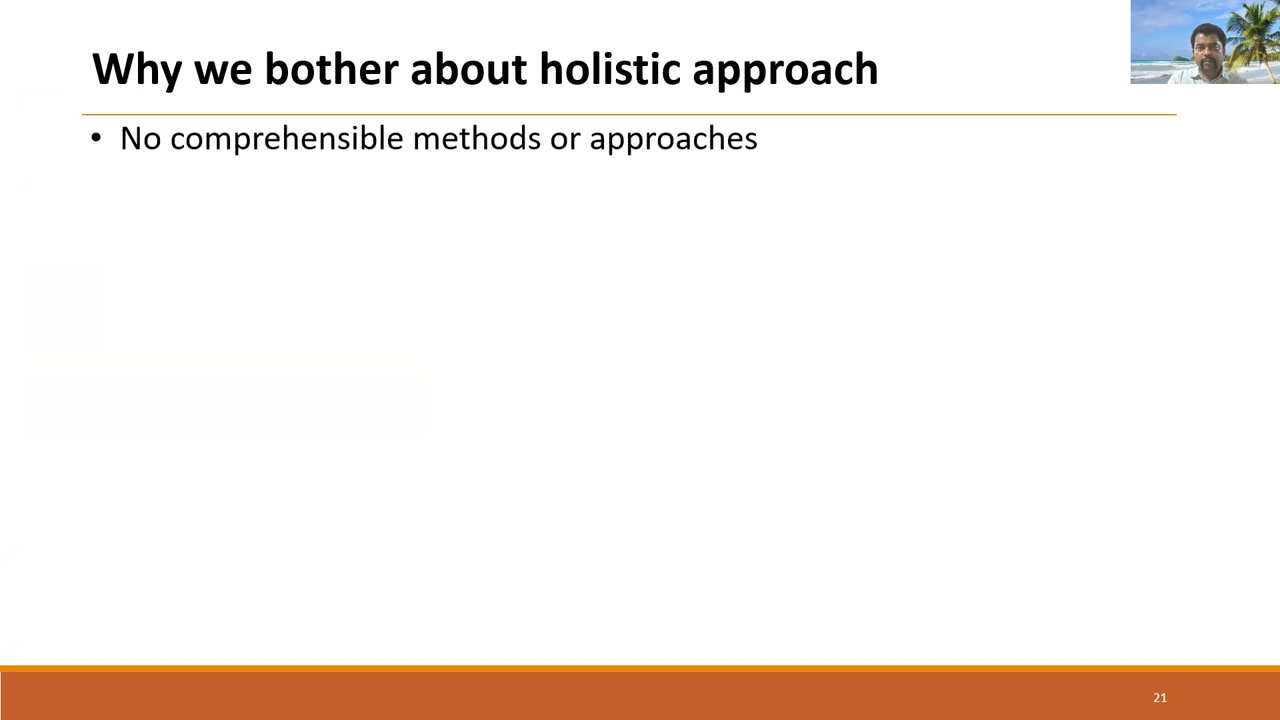 Why we bother about holistic approach
• No comprehensible methods or approaches
21